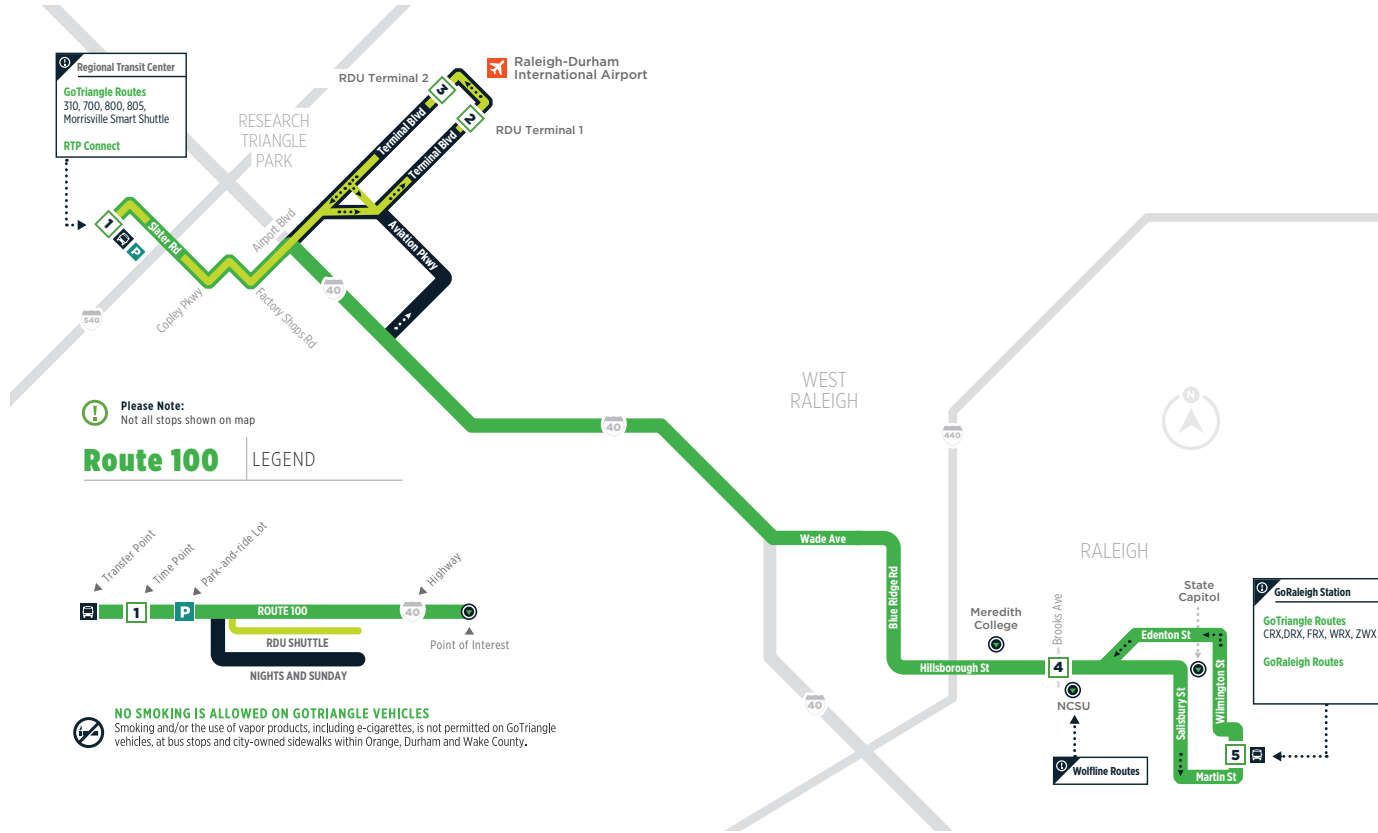 Regional Transit Center
GoTriangle Routes
310, 700, 800, 805,
Morrisville Smart Shuttle
RTP Connect
RDU Terminal 2
Raleigh-Durham
International Airport
3
2
RDU Terminal 1
RESEARCH
TRIANGLE
PARK
Terminal Blvd
Terminal Blvd
1
P
Slater Rd
Airport Blvd
Aviation Pkwy
Copley Pkwy
Factory Shops Rd
40
540
Please Note:
Not all stops shown on map
Route 100
LEGEND
WEST
RALEIGH
40
440
N
Transfer Point
Time Point
Park-and-ride Lot
Highway
1
P
ROUTE 100
40
RDU SHUTTLE
NIGHTS AND SUNDAY
Point of Interest
NO SMOKING IS ALLOWED ON GOTRIANGLE VEHICLES
Smoking and/or the use of vapor products, including e-cigarettes, is not permitted on GoTriangle
vehicles, at bus stops and city-owned sidewalks within Orange, Durham and Wake County.
Wade Ave
Blue Ridge Rd
RALEIGH
Meredith
College
Brooks Ave
State
Capitol
Hillsborough St
4
NCSU
40
Wolfline Routes
Edenton St
Wilmington St
Salisbury St
Martin St
5
GoRaleigh Station
GoTriangle Routes
CRX,DRX, FRX, WRX, ZWX
GoRaleigh Routes